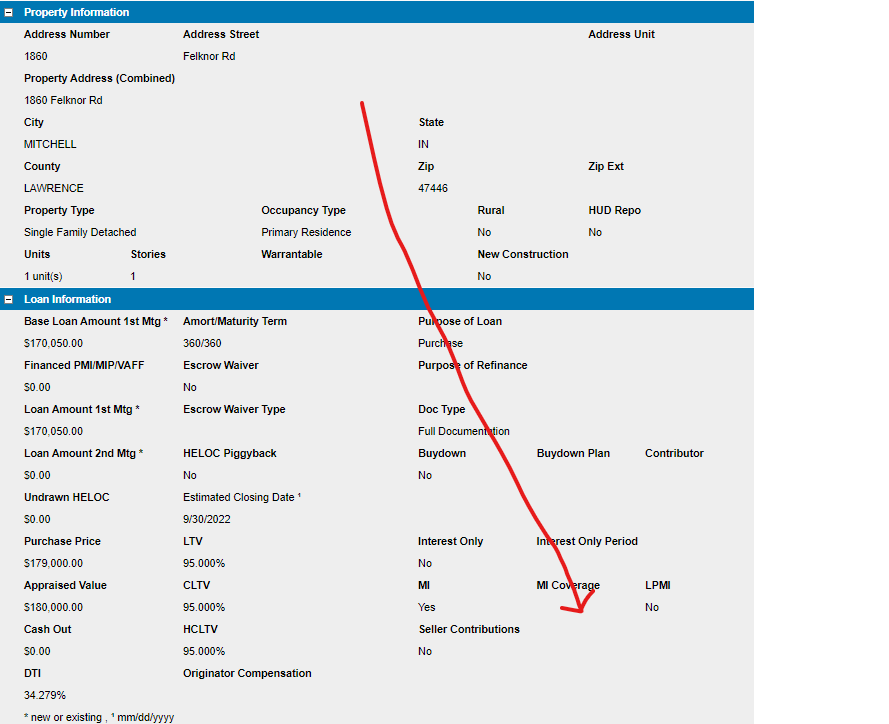 Property Information
Address Number Address Street Address Unit
1860 Felknor Rd
Property Address (Combined)
1860 Felknor Rd
City State
MITCHELL IN
County Zip Zip Ext
LAWRENCE 47446
Property Type Occupancy Type Rural HUD Repo
Single Family Detached Primary Residence No No
Units Stories Warrantable New Construction
1 unit(s) 1 No
Loan Information
Base Loan Amount 1st Mtg * Amort/Maturity Term Purpose of Loan
$170,050.00 360/360 Purchase
Financed PMI/MIP/VAFF Escrow Waiver Purpose of Refinance
$0.00 No
Loan Amount 1st Mtg * Escrow Waiver Type Doc Type
$170,050.00 Full Documentation
Loan Amount 2nd Mtg * HELOC Piggyback Buydown Buydown Plan Contributor
$0.00 No No
Undrawn HELOC Estimated Closing Date ¹
$0.00 9/30/2022
Purchase Price LTV Interest Only Interest Only Period
$179,000.00 95.000% No
Appraised Value CLTV MI MI Coverage LPMI
$180,000.00 95.000% Yes No
Cash Out HCLTV Seller Contributions
$0.00 95.000% No
DTI Originator Compensation
34.279%
* new or existing , ¹ mm/dd/yyyy